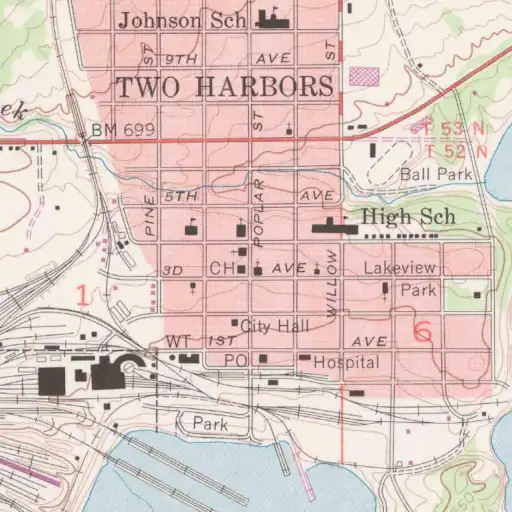 Johnson Sch
ST
9TH AVE
ST
TWO HARBORS
ek
BM 699
ST
T 53 N
T 52 N
Ball Park
5TH AVE
PINE
POPLAR
High Sch
3D AVE
CH
WILLOW
Lakeview
Park
1
6
City Hall
WT
1ST AVE
PO
Hospital
Park